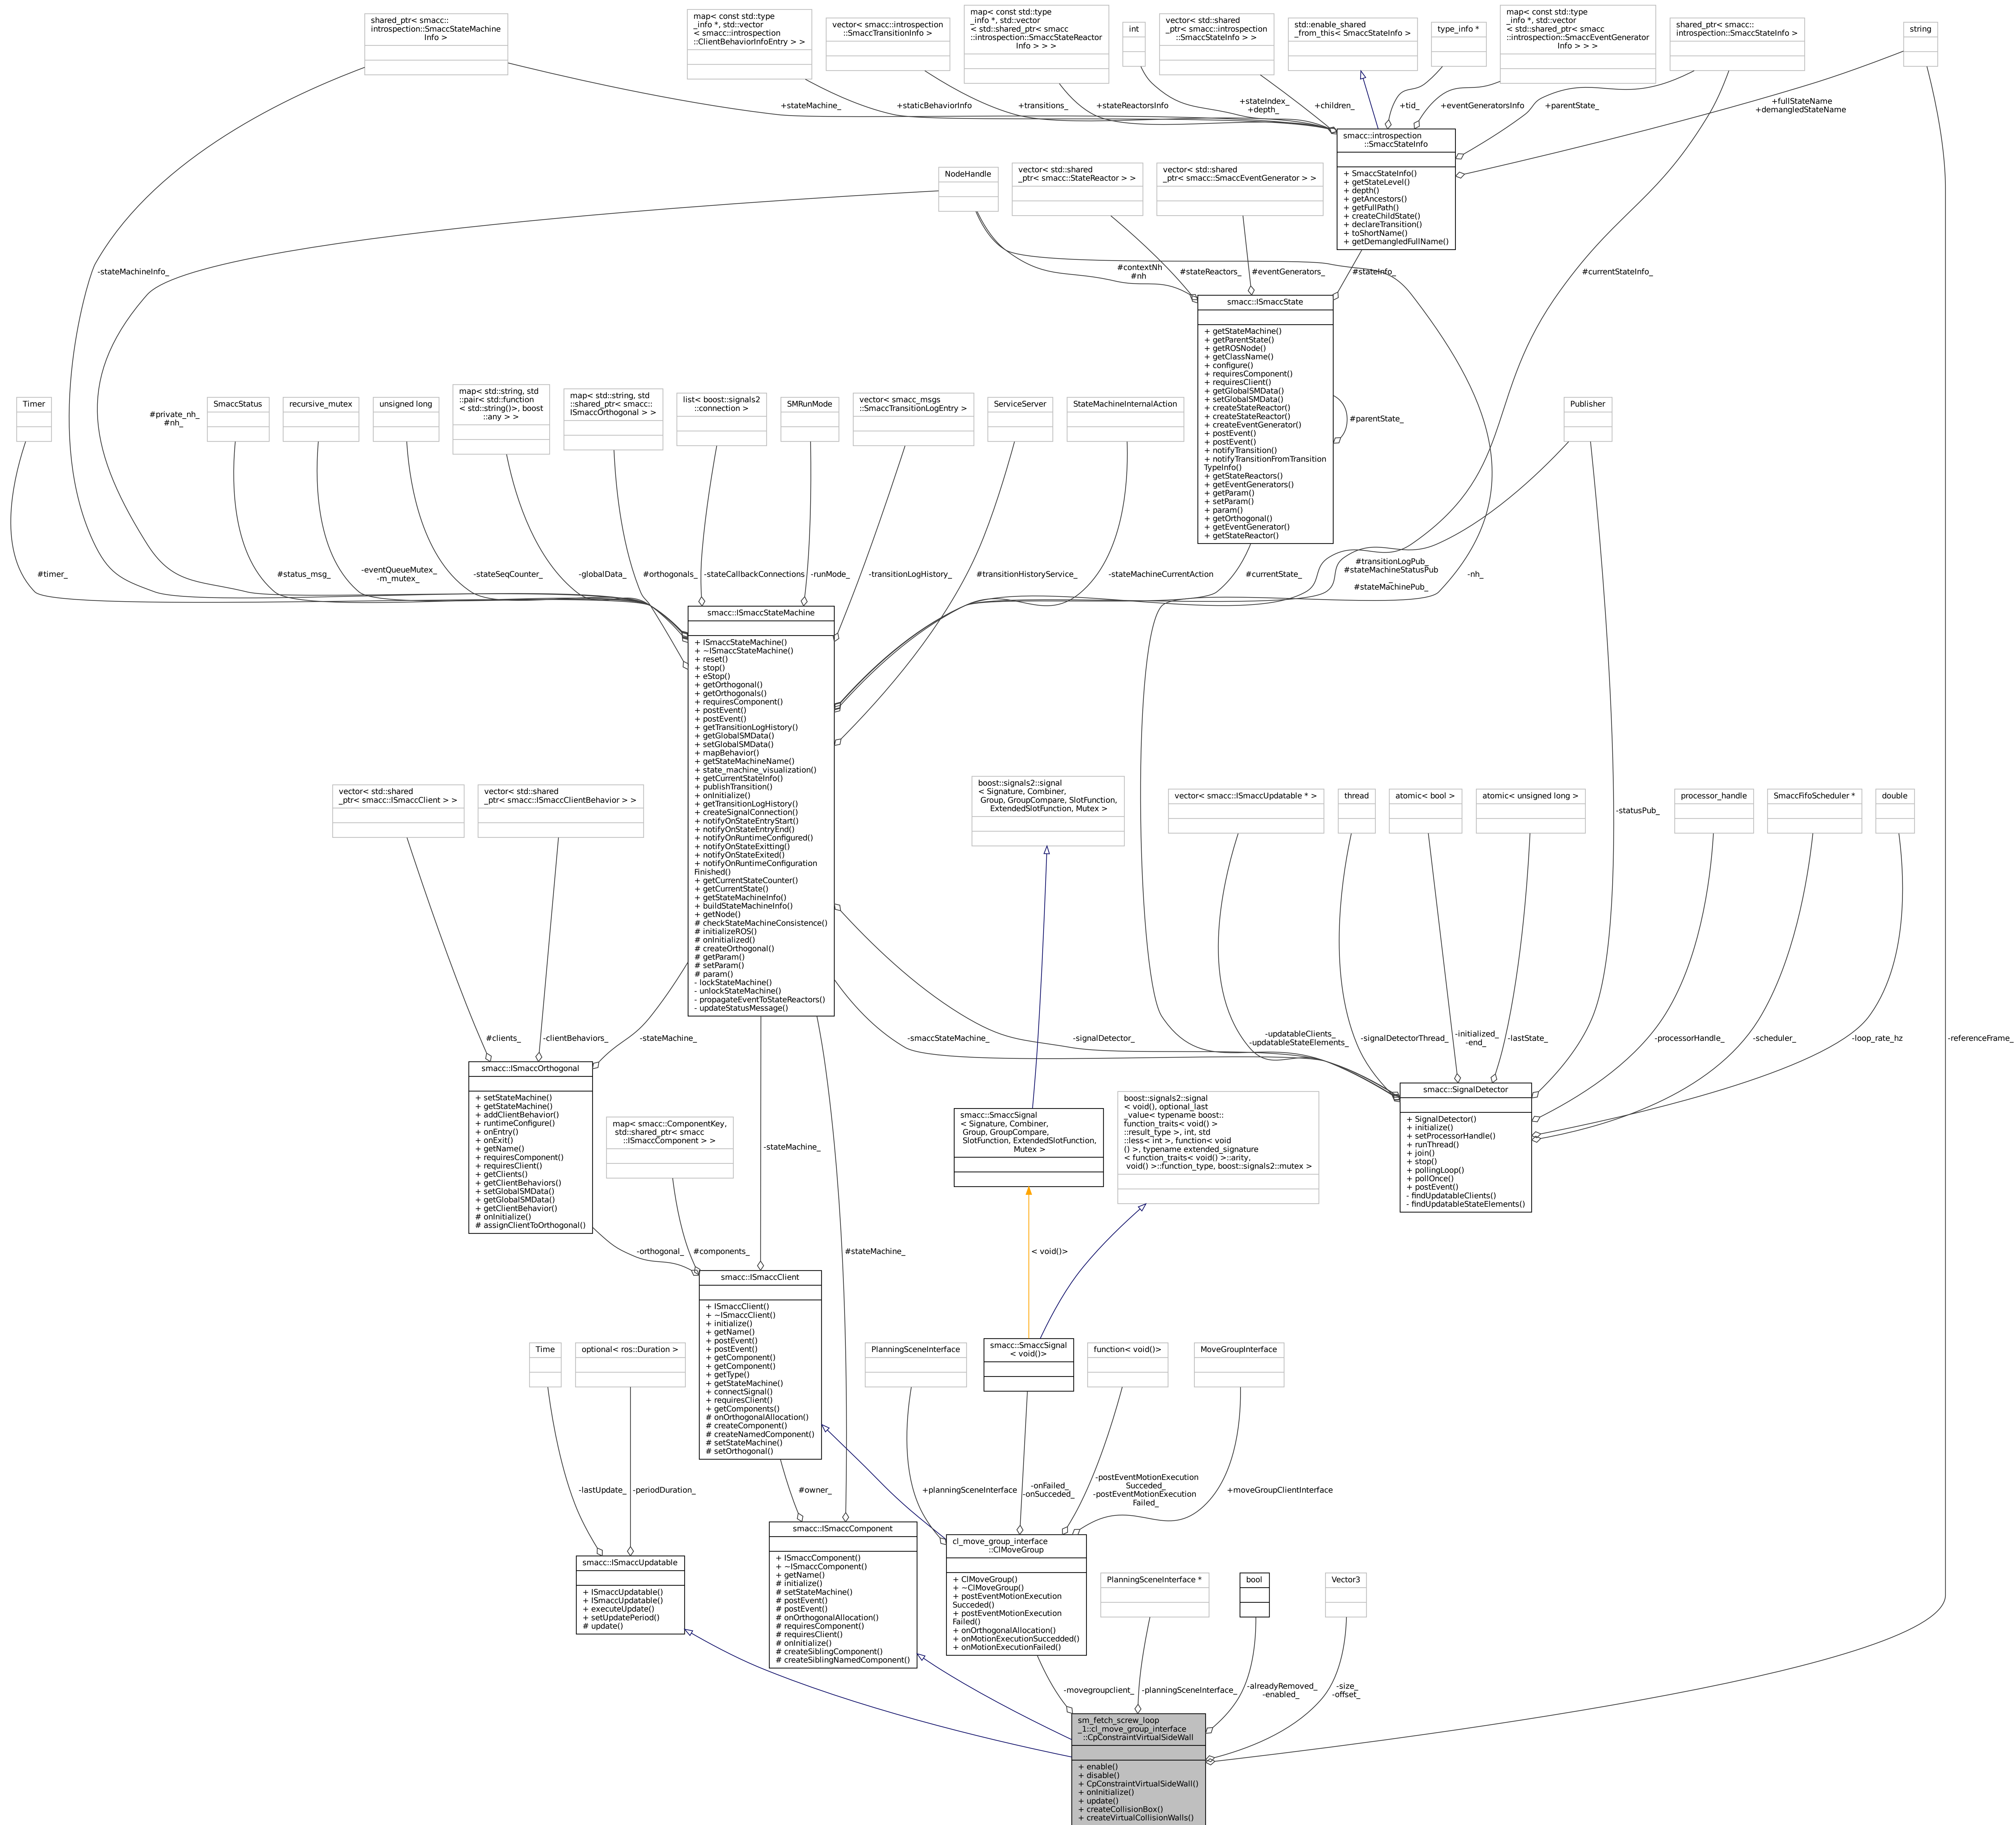 shared_ptr< smacc::
introspection::SmaccStateMachine
Info >
map< const std::type
_info *, std::vector
< smacc::introspection
::ClientBehaviorInfoEntry > >
vector< smacc::introspection
::SmaccTransitionInfo >
map< const std::type
_info *, std::vector
< std::shared_ptr< smacc
::introspection::SmaccStateReactor
Info > > >
int
vector< std::shared
_ptr< smacc::introspection
::SmaccStateInfo > >
std::enable_shared
_from_this< SmaccStateInfo >
type_info *
map< const std::type
_info *, std::vector
< std::shared_ptr< smacc
::introspection::SmaccEventGenerator
Info > > >
shared_ptr< smacc::
introspection::SmaccStateInfo >
string
+stateMachine_
+staticBehaviorInfo
+transitions_
+stateReactorsInfo
+stateIndex_
+depth_
+children_
+tid_
+eventGeneratorsInfo
+parentState_
+fullStateName
+demangledStateName
smacc::introspection
::SmaccStateInfo
+ SmaccStateInfo()
+ getStateLevel()
+ depth()
+ getAncestors()
+ getFullPath()
+ createChildState()
+ declareTransition()
+ toShortName()
+ getDemangledFullName()
NodeHandle
vector< std::shared
_ptr< smacc::StateReactor > >
vector< std::shared
_ptr< smacc::SmaccEventGenerator > >
-stateMachineInfo_
#contextNh
#nh
#stateReactors_
#eventGenerators_
#stateInfo_
#currentStateInfo_
smacc::ISmaccState
+ getStateMachine()
+ getParentState()
+ getROSNode()
+ getClassName()
+ configure()
+ requiresComponent()
+ requiresClient()
+ getGlobalSMData()
+ setGlobalSMData()
+ createStateReactor()
+ createStateReactor()
+ createEventGenerator()
+ postEvent()
+ postEvent()
+ notifyTransition()
+ notifyTransitionFromTransition
TypeInfo()
+ getStateReactors()
+ getEventGenerators()
+ getParam()
+ setParam()
+ param()
+ getOrthogonal()
+ getEventGenerator()
+ getStateReactor()
#parentState_
Timer
#private_nh_
#nh_
SmaccStatus
recursive_mutex
unsigned long
map< std::string, std
::pair< std::function
< std::string()>, boost
::any > >
map< std::string, std
::shared_ptr< smacc::
ISmaccOrthogonal > >
list< boost::signals2
::connection >
SMRunMode
vector< smacc_msgs
::SmaccTransitionLogEntry >
ServiceServer
StateMachineInternalAction
Publisher
#timer_
#status_msg_
-eventQueueMutex_
-m_mutex_
-stateSeqCounter_
-globalData_
#orthogonals_
-stateCallbackConnections
-runMode_
-transitionLogHistory_
#transitionHistoryService_
-stateMachineCurrentAction
#currentState_
#transitionLogPub_
#stateMachineStatusPub
_
#stateMachinePub_
-nh_
smacc::ISmaccStateMachine
+ ISmaccStateMachine()
+ ~ISmaccStateMachine()
+ reset()
+ stop()
+ eStop()
+ getOrthogonal()
+ getOrthogonals()
+ requiresComponent()
+ postEvent()
+ postEvent()
+ getTransitionLogHistory()
+ getGlobalSMData()
+ setGlobalSMData()
+ mapBehavior()
+ getStateMachineName()
+ state_machine_visualization()
+ getCurrentStateInfo()
+ publishTransition()
+ onInitialize()
+ getTransitionLogHistory()
+ createSignalConnection()
+ notifyOnStateEntryStart()
+ notifyOnStateEntryEnd()
+ notifyOnRuntimeConfigured()
+ notifyOnStateExitting()
+ notifyOnStateExited()
+ notifyOnRuntimeConfiguration
Finished()
+ getCurrentStateCounter()
+ getCurrentState()
+ getStateMachineInfo()
+ buildStateMachineInfo()
+ getNode()
# checkStateMachineConsistence()
# initializeROS()
# onInitialized()
# createOrthogonal()
# getParam()
# setParam()
# param()
- lockStateMachine()
- unlockStateMachine()
- propagateEventToStateReactors()
- updateStatusMessage()
vector< std::shared
_ptr< smacc::ISmaccClient > >
vector< std::shared
_ptr< smacc::ISmaccClientBehavior > >
boost::signals2::signal
< Signature, Combiner,
Group, GroupCompare, SlotFunction,
ExtendedSlotFunction, Mutex >
vector< smacc::ISmaccUpdatable * >
thread
atomic< bool >
atomic< unsigned long >
-statusPub_
processor_handle
SmaccFifoScheduler *
double
#clients_
-clientBehaviors_
-stateMachine_
-smaccStateMachine_
-signalDetector_
-updatableClients_
-updatableStateElements_
-signalDetectorThread_
-initialized_
-end_
-lastState_
-processorHandle_
-scheduler_
-loop_rate_hz
-referenceFrame_
smacc::ISmaccOrthogonal
+ setStateMachine()
+ getStateMachine()
+ addClientBehavior()
+ runtimeConfigure()
+ onEntry()
+ onExit()
+ getName()
+ requiresComponent()
+ requiresClient()
+ getClients()
+ getClientBehaviors()
+ setGlobalSMData()
+ getGlobalSMData()
+ getClientBehavior()
# onInitialize()
# assignClientToOrthogonal()
map< smacc::ComponentKey,
std::shared_ptr< smacc
::ISmaccComponent > >
-stateMachine_
smacc::SmaccSignal
< Signature, Combiner,
Group, GroupCompare,
SlotFunction, ExtendedSlotFunction,
Mutex >
boost::signals2::signal
< void(), optional_last
_value< typename boost::
function_traits< void() >
::result_type >, int, std
::less< int >, function< void
() >, typename extended_signature
< function_traits< void() >::arity,
void() >::function_type, boost::signals2::mutex >
smacc::SignalDetector
+ SignalDetector()
+ initialize()
+ setProcessorHandle()
+ runThread()
+ join()
+ stop()
+ pollingLoop()
+ pollOnce()
+ postEvent()
- findUpdatableClients()
- findUpdatableStateElements()
-orthogonal_
#components_
#stateMachine_
< void()>
smacc::ISmaccClient
+ ISmaccClient()
+ ~ISmaccClient()
+ initialize()
+ getName()
+ postEvent()
+ postEvent()
+ getComponent()
+ getComponent()
+ getType()
+ getStateMachine()
+ connectSignal()
+ requiresClient()
+ getComponents()
# onOrthogonalAllocation()
# createComponent()
# createNamedComponent()
# setStateMachine()
# setOrthogonal()
Time
optional< ros::Duration >
PlanningSceneInterface
smacc::SmaccSignal
< void()>
function< void()>
MoveGroupInterface
-lastUpdate_
-periodDuration_
#owner_
+planningSceneInterface
-onFailed_
-onSucceded_
-postEventMotionExecution
Succeded_
-postEventMotionExecution
Failed_
+moveGroupClientInterface
smacc::ISmaccUpdatable
+ ISmaccUpdatable()
+ ISmaccUpdatable()
+ executeUpdate()
+ setUpdatePeriod()
# update()
smacc::ISmaccComponent
+ ISmaccComponent()
+ ~ISmaccComponent()
+ getName()
# initialize()
# setStateMachine()
# postEvent()
# postEvent()
# onOrthogonalAllocation()
# requiresComponent()
# requiresClient()
# onInitialize()
# createSiblingComponent()
# createSiblingNamedComponent()
cl_move_group_interface
::ClMoveGroup
+ ClMoveGroup()
+ ~ClMoveGroup()
+ postEventMotionExecution
Succeded()
+ postEventMotionExecution
Failed()
+ onOrthogonalAllocation()
+ onMotionExecutionSuccedded()
+ onMotionExecutionFailed()
PlanningSceneInterface *
bool
Vector3
-movegroupclient_
-planningSceneInterface_
-alreadyRemoved_
-enabled_
-size_
-offset_
sm_fetch_screw_loop
_1::cl_move_group_interface
::CpConstraintVirtualSideWall
+ enable()
+ disable()
+ CpConstraintVirtualSideWall()
+ onInitialize()
+ update()
+ createCollisionBox()
+ createVirtualCollisionWalls()